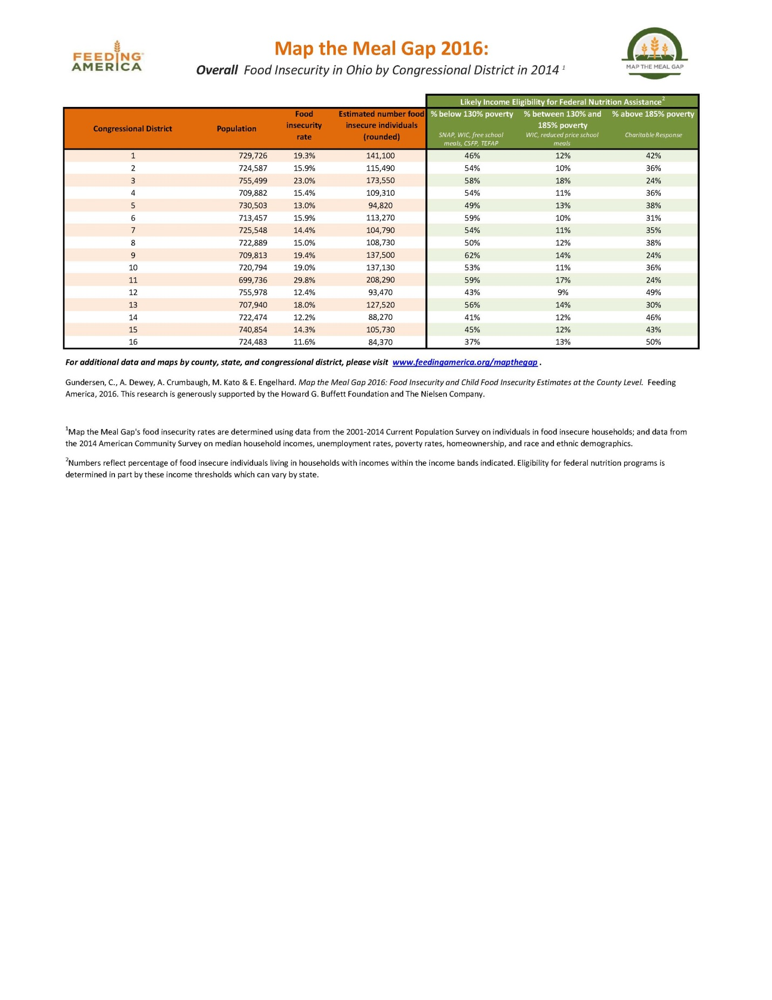 FEEDING
AMERICA
Map the Meal Gap 2016:
Overall Food Insecurity in Ohio by Congressional District in 2014 1
MAP THE MEAL GAP
Likely Income Eligibility for Federal Nutrition Assistance2
Congressional District
Population
Food
insecurity
rate
Estimated number food
insecure individuals
(rounded)
% below 130% poverty
SNAP, WIC, free school
meals, CSFP, TEFAP
% between 130% and
185% poverty
WIC, reduced price school
meals
% above 185% poverty
Charitable Response
1 729,726 19.3% 141,100 46% 12% 42%
2 724,587 15.9% 115,490 54% 10% 36%
3 755,499 23.0% 173,550 58% 18% 24%
4 709,882 15.4% 109,310 54% 11% 36%
5 730,503 13.0% 94,820 49% 13% 38%
6 713,457 15.9% 113,270 59% 10% 31%
7 725,548 14.4% 104,790 54% 11% 35%
8 722,889 15.0% 108,730 50% 12% 38%
9 709,813 19.4% 137,500 62% 14% 24%
10 720,794 19.0% 137,130 53% 11% 36%
11 699,736 29.8% 208,290 59% 17% 24%
12 755,978 12.4% 93,470 43% 9% 49%
13 707,940 18.0% 127,520 56% 14% 30%
14 722,474 12.2% 88,270 41% 12% 46%
15 740,854 14.3% 105,730 45% 12% 43%
16 724,483 11.6% 84,370 37% 13% 50%
For additional data and maps by county, state, and congressional district, please visit www.feedingamerica.org/mapthegap .
Gundersen, C., A. Dewey, A. Crumbaugh, M. Kato & E. Engelhard. Map the Meal Gap 2016: Food Insecurity and Child Food Insecurity Estimates at the County Level. Feeding
America, 2016. This research is generously supported by the Howard G. Buffett Foundation and The Nielsen Company.
1Map the Meal Gap's food insecurity rates are determined using data from the 2001-2014 Current Population Survey on individuals in food insecure households; and data from
the 2014 American Community Survey on median household incomes, unemployment rates, poverty rates, homeownership, and race and ethnic demographics.
2Numbers reflect percentage of food insecure individuals living in households with incomes within the income bands indicated. Eligibility for federal nutrition programs is
determined in part by these income thresholds which can vary by state.